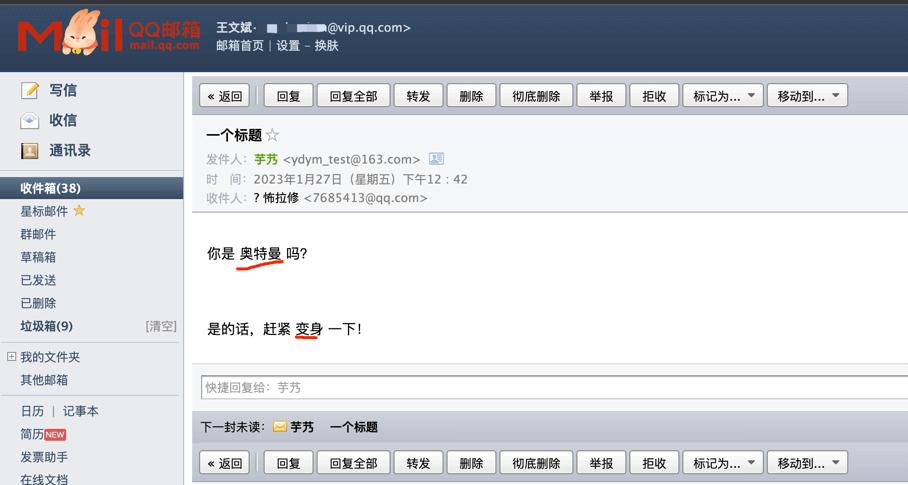 Mail QQ邮箱
mail.qq.com
王文斌· @vip.qq.com>
邮箱首页 | 设置 - 换肤
写信
收信
通讯录
收件箱(38)
星标邮件
群邮件
草稿箱
已发送
已删除
垃圾箱(9) [清空]
我的文件夹
其他邮箱
日历 | 记事本
简历 NEW
发票助手
在线文档
« 返回 回复 回复全部 转发 删除 彻底删除 举报 拒收 标记为... 移动到...
一个标题
发件人：芋艿 <ydym_test@163.com>
时 间：2023年1月27日（星期五）下午12：42
收件人：? 怖拉修 <7685413@qq.com>
你是 奥特曼 吗?
是的话，赶紧 变身 一下!
快捷回复给：芋艿
下一封未读： 芋艿 一个标题
« 返回 回复 回复全部 转发 删除 彻底删除 举报 拒收 标记为... 移动到...